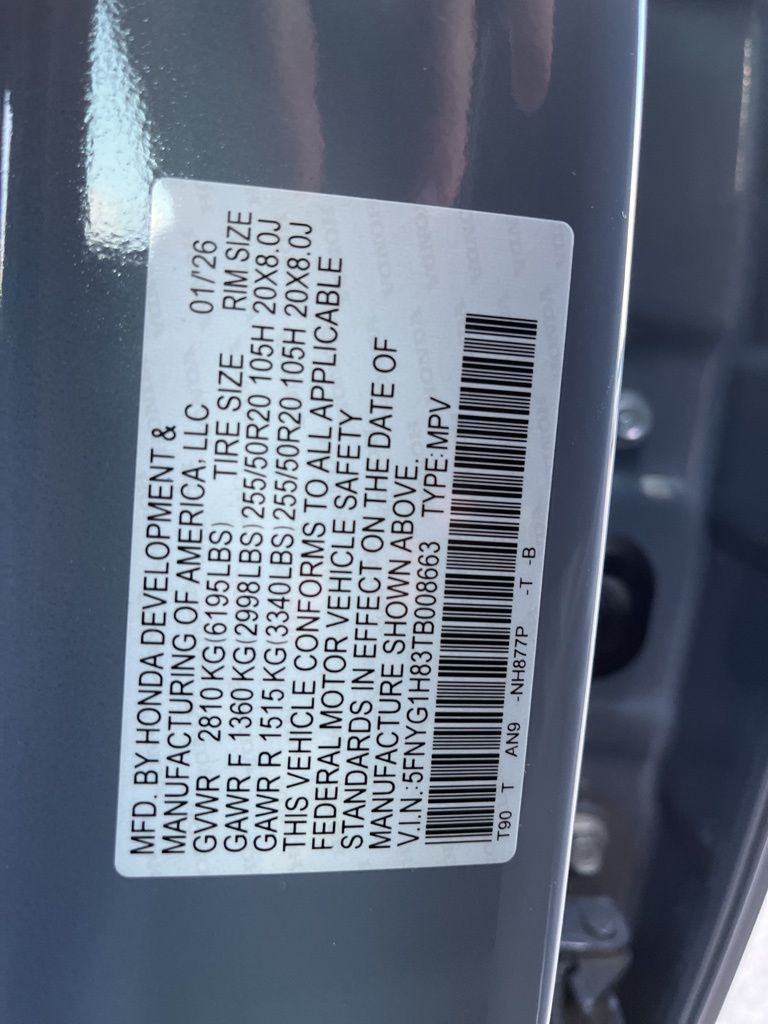 MFD. BY HONDA DEVELOPMENT &
MANUFACTURING OF AMERICA, LLC 01/'26
GVWR 2810 KG(6195LBS) TIRE SIZE RIM SIZE
GAWR F 1360 KG(2998LBS)255/50R20 105H 20X8.0J
GAWR R 1515 KG(3340LBS)255/50R20 105H 20X8.0J
THIS VEHICLE CONFORMS TO ALL APPLICABLE
FEDERAL MOTOR VEHICLE SAFETY
STANDARDS IN EFFECT ON THE DATE OF
MANUFACTURE SHOWN ABOVE.
V.I.N.:5FNYG1H83TB008663 TYPE:MPV
T90 T AN9 -NH877P -T -B